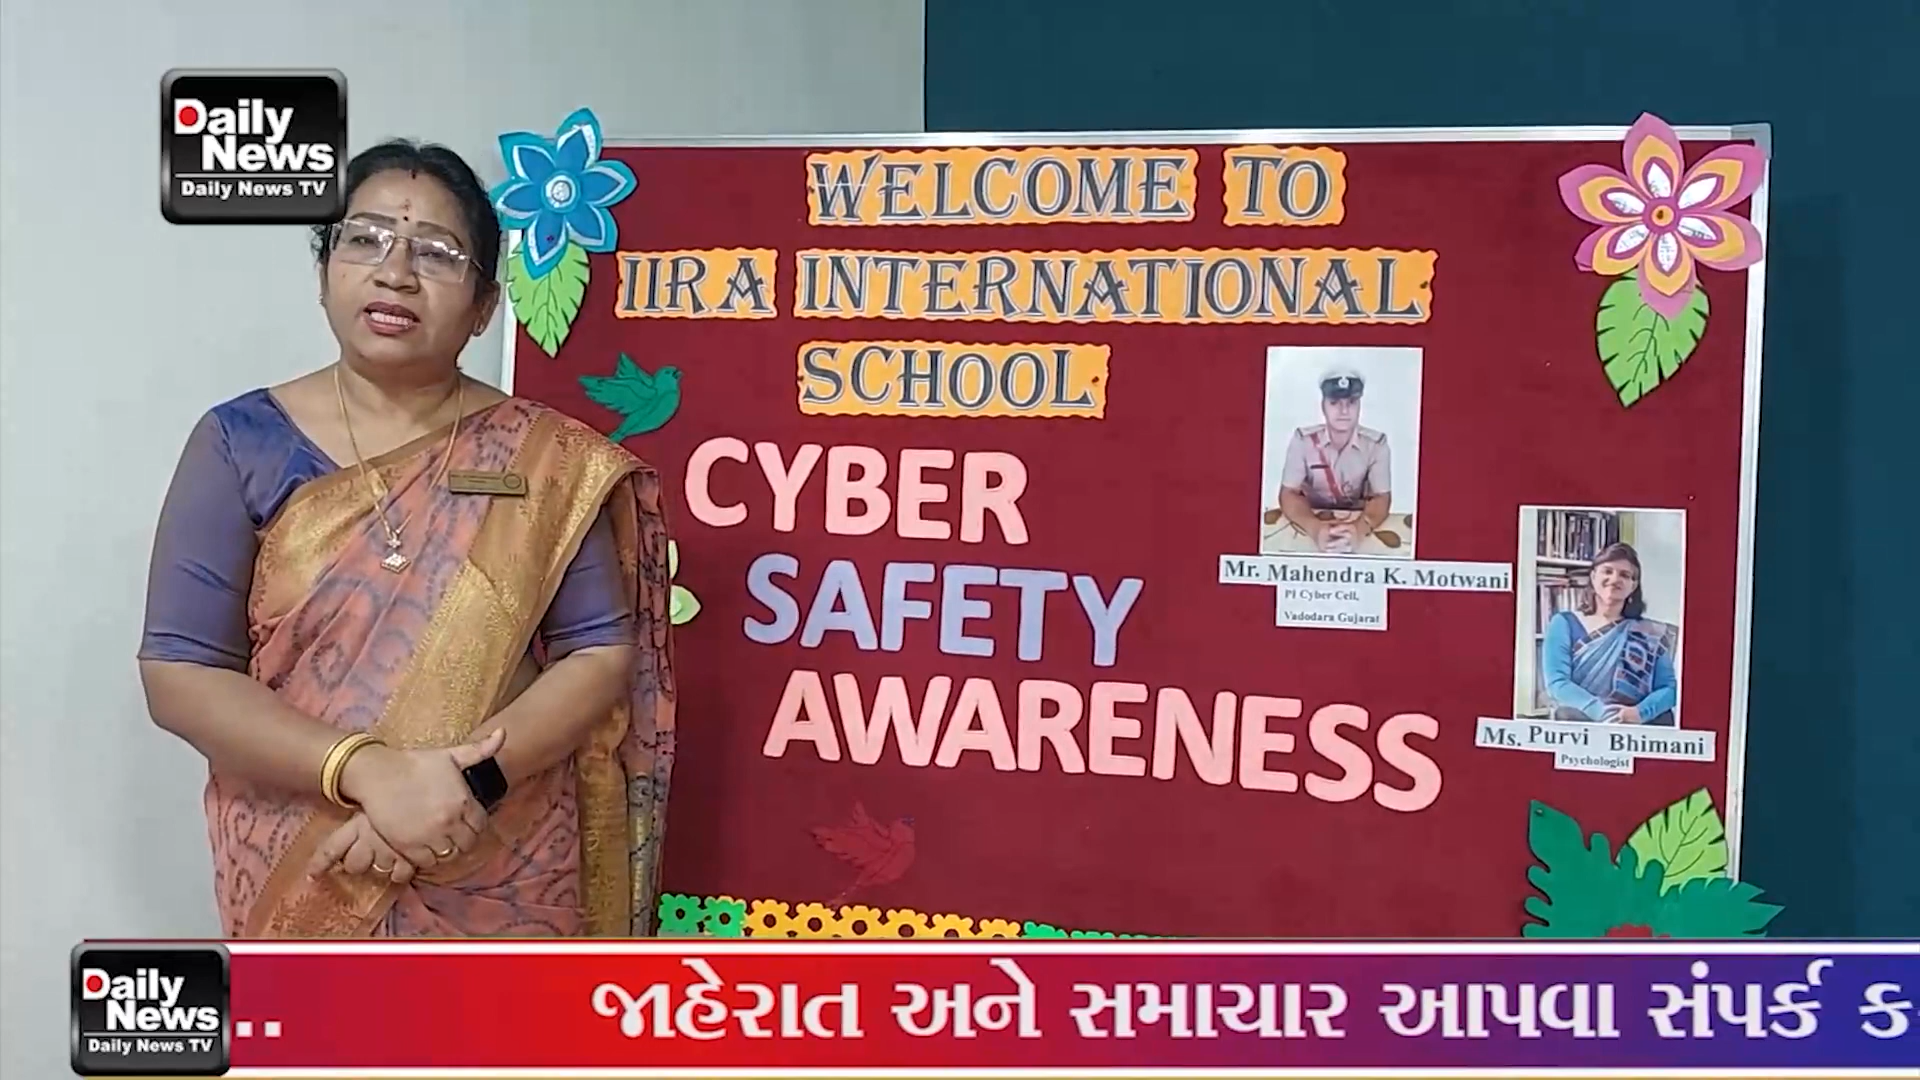 Daily
News
Daily News TV
WELCOME TO
IIRA INTERNATIONAL
SCHOOL
CYBER
SAFETY
AWARENESS
Mr. Mahendra K. Motwani
PI Cyber Cell,
Vadodara Gujarat
Ms. Purvi Bhimani
Psychologist
Daily
News
Daily News TV
.. જાહેરાત અને સમાચાર આપવા સંપર્ક ક